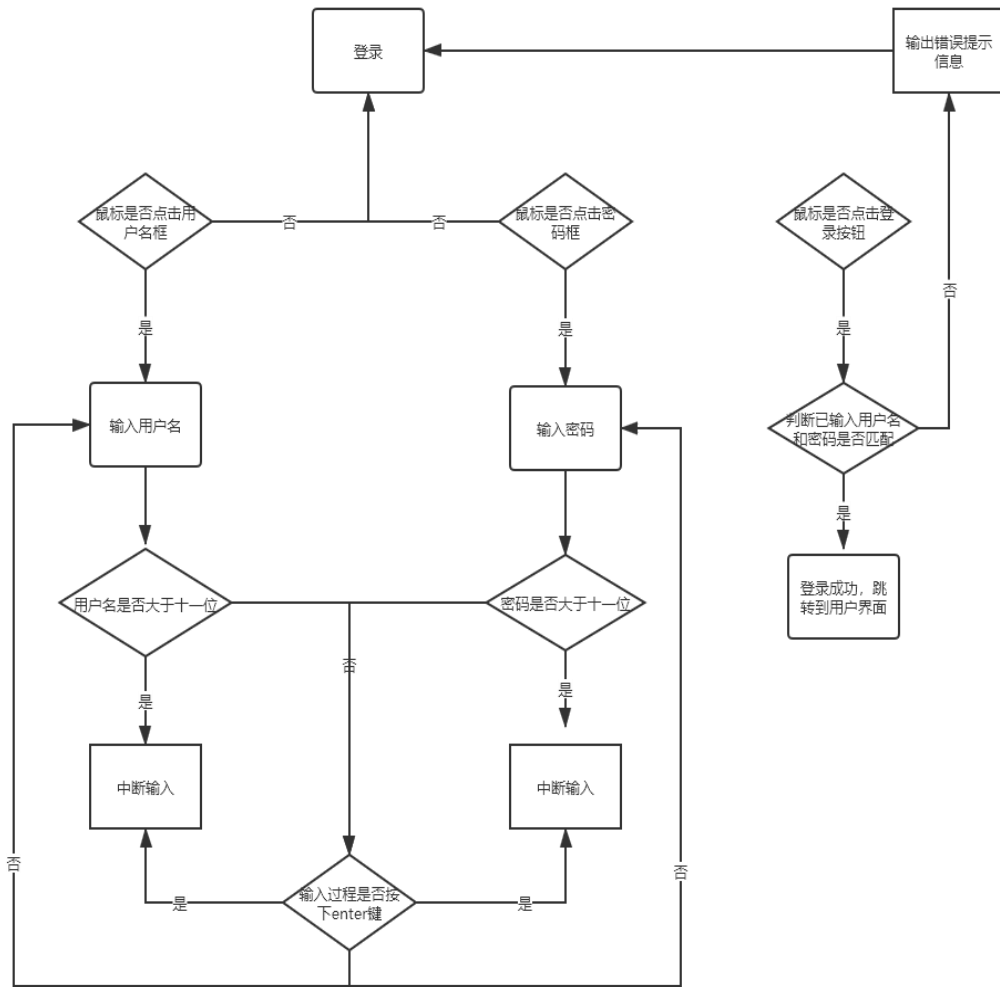 登录
输出错误提示
信息
鼠标是否点击用
户名框
否
否
鼠标是否点击密
码框
鼠标是否点击登
录按钮
否
是
是
是
输入用户名
输入密码
判断已输入用户名
和密码是否匹配
是
用户名是否大于十一位
密码是否大于十一位
登录成功，跳
转到用户界面
否
是
是
中断输入
中断输入
否
否
输入过程是否按
下enter键
是
是